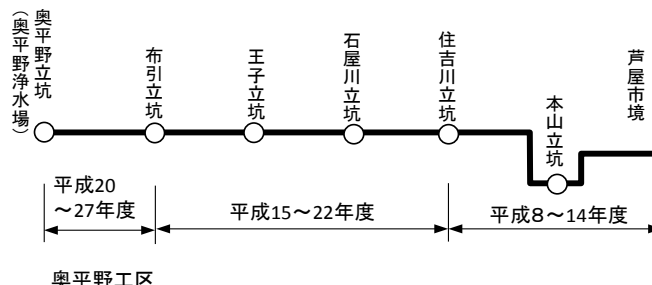 奥平野立坑
(奥平野浄水場)
布引立坑
王子立坑
石屋川立坑
住吉川立坑
本山立坑
芦屋市境
平成20
～27年度
平成15～22年度
平成8～14年度
奥平野工区